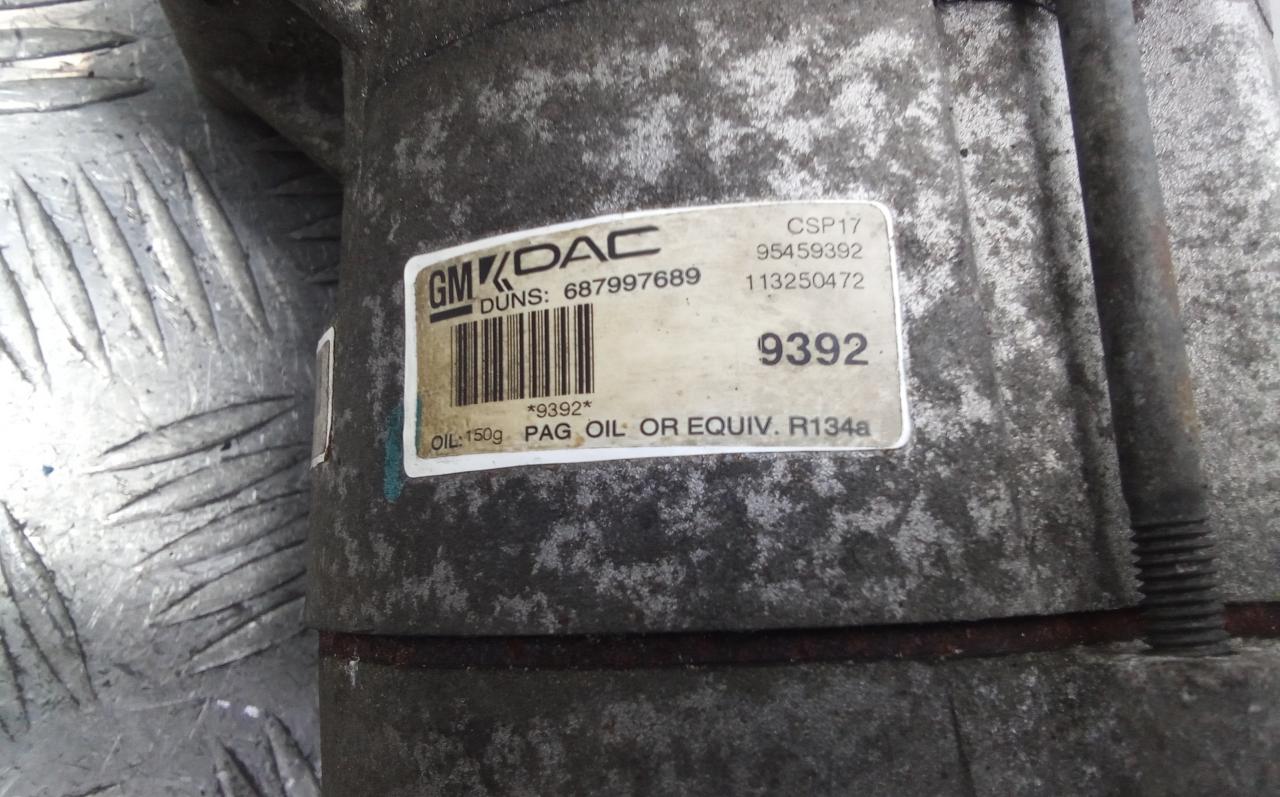 GM DAC
DUNS: 687997689
CSP17
95459392
113250472
9392
*9392*
OIL: 150g PAG OIL OR EQUIV. R134a